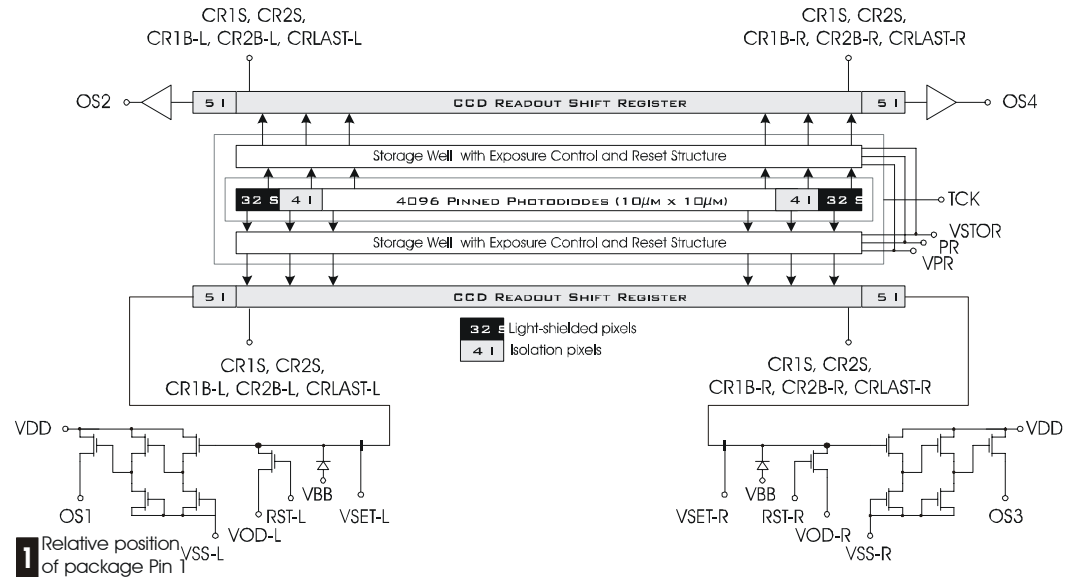 CR1S, CR2S,
CR1B-L, CR2B-L, CRLAST-L
CR1S, CR2S,
CR1B-R, CR2B-R, CRLAST-R
OS2
5 I
CCD READOUT SHIFT REGISTER
5 I
OS4
Storage Well with Exposure Control and Reset Structure
32 S
4 I
4096 PINNED PHOTODIODES (10µM X 10µM)
4 I
32 S
TCK
Storage Well with Exposure Control and Reset Structure
VSTOR
PR
VPR
5 I
CCD READOUT SHIFT REGISTER
5 I
32 S Light-shielded pixels
4 I Isolation pixels
CR1S, CR2S,
CR1B-L, CR2B-L, CRLAST-L
CR1S, CR2S,
CR1B-R, CR2B-R, CRLAST-R
VDD
VDD
OS1
VSS-L
VOD-L
RST-L
VBB
VSET-L
VSET-R
VBB
RST-R
VOD-R
VSS-R
OS3
1 Relative position
of package Pin 1